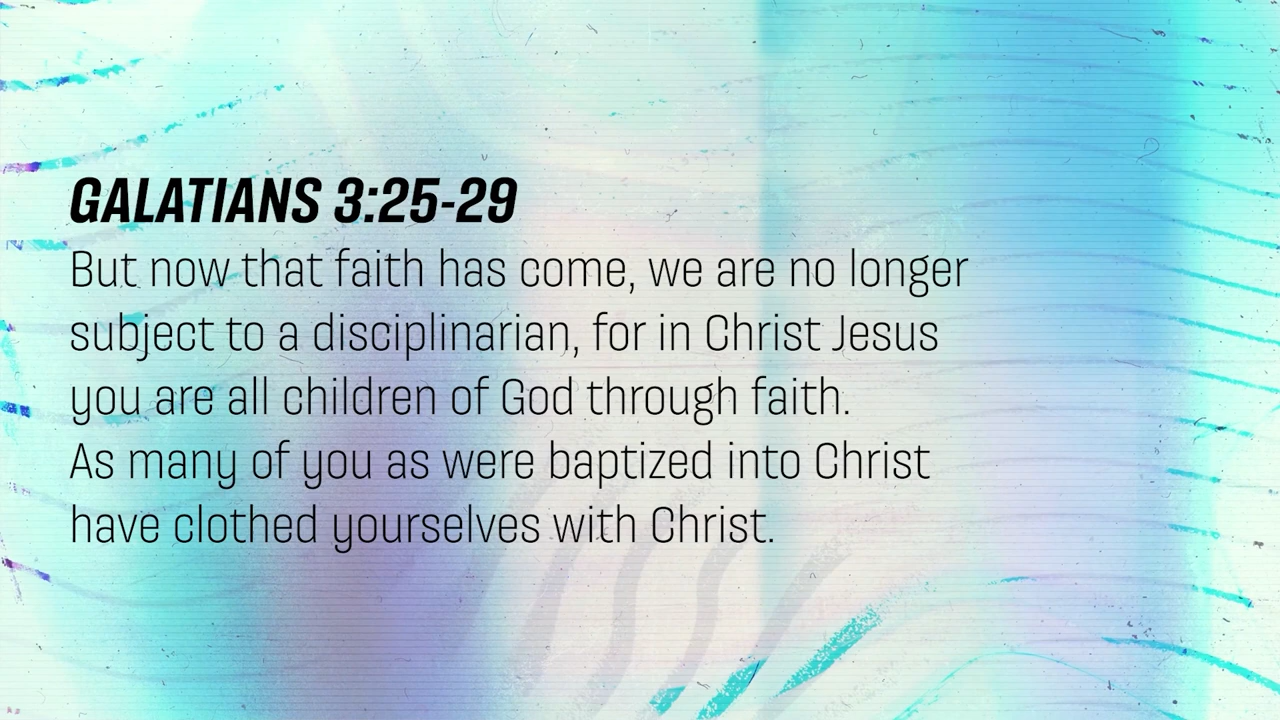 GALATIANS 3:25-29
But now that faith has come, we are no longer
subject to a disciplinarian, for in Christ Jesus
you are all children of God through faith.
As many of you as were baptized into Christ
have clothed yourselves with Christ.